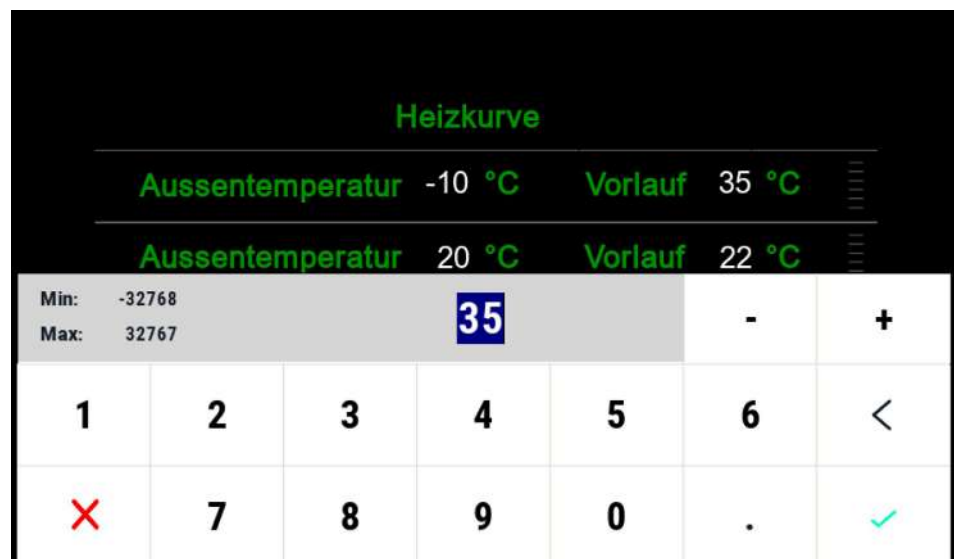 Heizkurve
Aussentemperatur -10 °C Vorlauf 35 °C
Aussentemperatur 20 °C Vorlauf 22 °C
Min: -32768
Max: 32767
35 - +
1 2 3 4 5 6 <
7 8 9 0 .